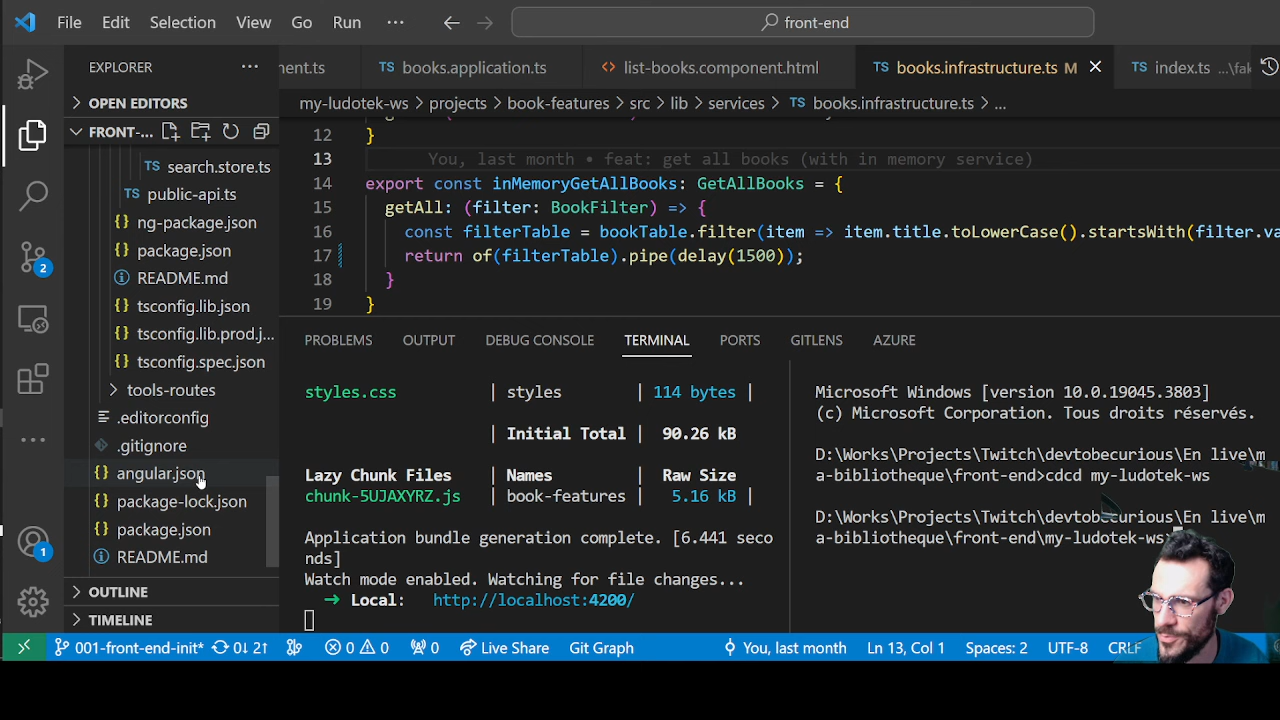 File Edit Selection View Go Run ··· front-end
EXPLORER ···
OPEN EDITORS
FRONT-...
TS search.store.ts
TS public-api.ts
{} ng-package.json
{} package.json
README.md
{} tsconfig.lib.json
{} tsconfig.lib.prod.j...
{} tsconfig.spec.json
tools-routes
.editorconfig
.gitignore
{} angular.json
{} package-lock.json
{} package.json
README.md
OUTLINE
TIMELINE
2
1
nent.ts TS books.application.ts <> list-books.component.html TS books.infrastructure.ts M TS index.ts ...\fak
my-ludotek-ws > projects > book-features > src > lib > services > TS books.infrastructure.ts > ...
12 }
13 You, last month • feat: get all books (with in memory service)
14 export const inMemoryGetAllBooks: GetAllBooks = {
15 getAll: (filter: BookFilter) => {
16 const filterTable = bookTable.filter(item => item.title.toLowerCase().startsWith(filter.va
17 return of(filterTable).pipe(delay(1500));
18 }
19 }
PROBLEMS OUTPUT DEBUG CONSOLE TERMINAL PORTS GITLENS AZURE
styles.css | styles | 114 bytes |
| Initial Total | 90.26 kB
Lazy Chunk Files | Names | Raw Size
chunk-5UJAXYRZ.js | book-features | 5.16 kB |
Application bundle generation complete. [6.441 seco
nds]
Watch mode enabled. Watching for file changes...
➜ Local: http://localhost:4200/
Microsoft Windows [version 10.0.19045.3803]
(c) Microsoft Corporation. Tous droits réservés.
D:\Works\Projects\Twitch\devtobecurious\En live\m
a-bibliotheque\front-end>cdcd my-ludotek-ws
D:\Works\Projects\Twitch\devtobecurious\En live\m
a-bibliotheque\front-end\my-ludotek-ws>
001-front-end-init* 0↓ 2↑ 0 0 0 Live Share Git Graph You, last month Ln 13, Col 1 Spaces: 2 UTF-8 CRLF